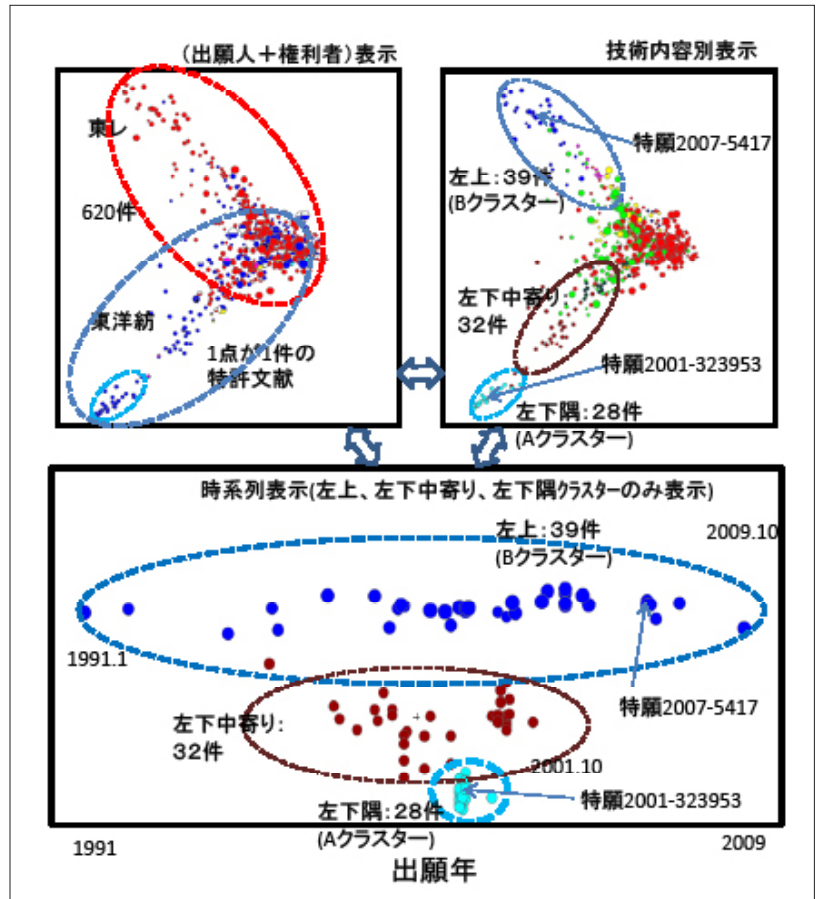 (出願人+権利者)表示
東レ
620件
東洋紡
1点が1件の
特許文献
技術内容別表示
特願2007-5417
左上:39件
(Bクラスター)
左下中寄り
32件
特願2001-323953
左下隅:28件
(Aクラスター)
時系列表示(左上、左下中寄り、左下隅クラスターのみ表示)
左上:39件
(Bクラスター)
2009.10
1991.1
特願2007-5417
左下中寄り:
32件
2001.10
左下隅:28件
(Aクラスター)
特願2001-323953
1991
2009
出願年